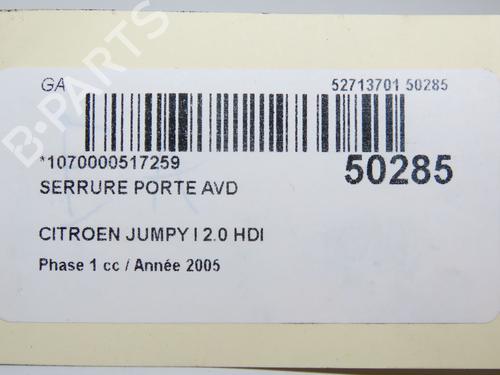 B-PARTS
GA
52713701 50285
*1070000517259
50285
SERRURE PORTE AVD
CITROEN JUMPY I 2.0 HDI
Phase 1 cc / Année 2005